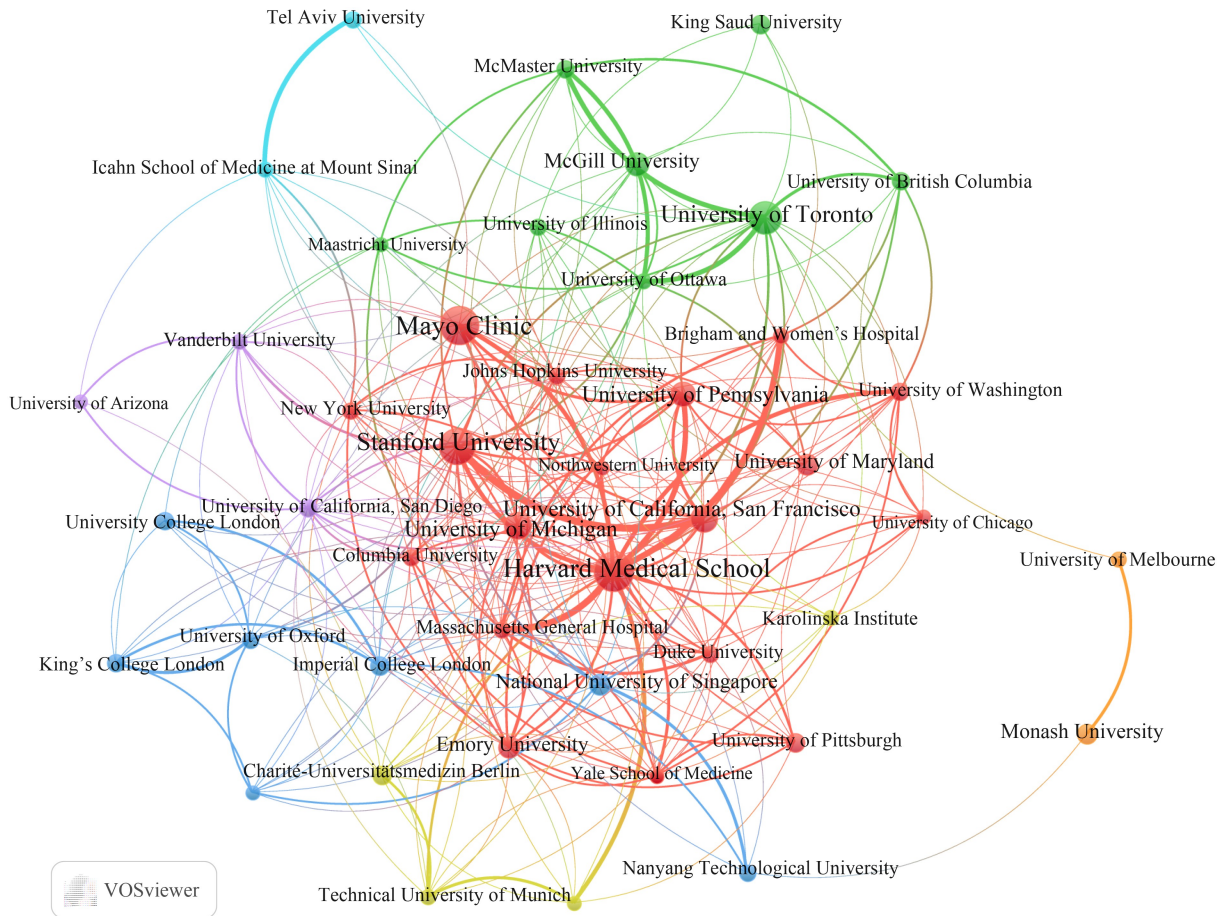 Tel Aviv University
King Saud University
McMaster University
McGill University
Icahn School of Medicine at Mount Sinai
University of British Columbia
University of Toronto
University of Illinois
Maastricht University
University of Ottawa
Mayo Clinic
Brigham and Women's Hospital
Vanderbilt University
Johns Hopkins University
University of Pennsylvania
University of Washington
University of Arizona
New York University
Stanford University
Northwestern University
University of Maryland
University of California, San Diego
University of California, San Francisco
University College London
University of Michigan
University of Chicago
Columbia University
University of Melbourne
Harvard Medical School
Karolinska Institute
Massachusetts General Hospital
University of Oxford
Duke University
King's College London
Imperial College London
National University of Singapore
Monash University
Emory University
University of Pittsburgh
Charité-Universitätsmedizin Berlin
Yale School of Medicine
Nanyang Technological University
Technical University of Munich
VOSviewer